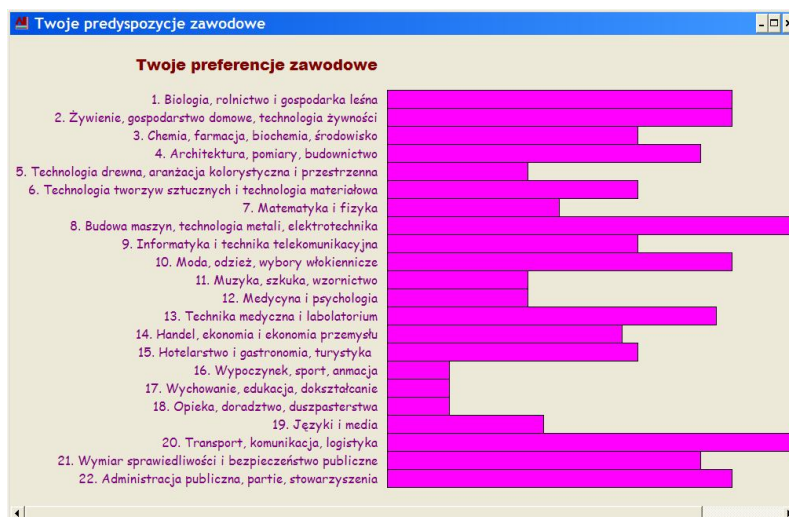 Twoje predyspozycje zawodowe
Twoje preferencje zawodowe
1. Biologia, rolnictwo i gospodarka leśna
2. Żywienie, gospodarstwo domowe, technologia żywności
3. Chemia, farmacja, biochemia, środowisko
4. Architektura, pomiary, budownictwo
5. Technologia drewna, aranżacja kolorystyczna i przestrzenna
6. Technologia tworzyw sztucznych i technologia materiałowa
7. Matematyka i fizyka
8. Budowa maszyn, technologia metali, elektrotechnika
9. Informatyka i technika telekomunikacyjna
10. Moda, odzież, wybory włokiennicze
11. Muzyka, szkuka, wzornictwo
12. Medycyna i psychologia
13. Technika medyczna i labolatorium
14. Handel, ekonomia i ekonomia przemysłu
15. Hotelarstwo i gastronomia, turystyka
16. Wypoczynek, sport, anmacja
17. Wychowanie, edukacja, dokształcanie
18. Opieka, doradztwo, duszpasterstwa
19. Języki i media
20. Transport, komunikacja, logistyka
21. Wymiar sprawiedliwości i bezpieczeństwo publiczne
22. Administracja publiczna, partie, stowarzyszenia